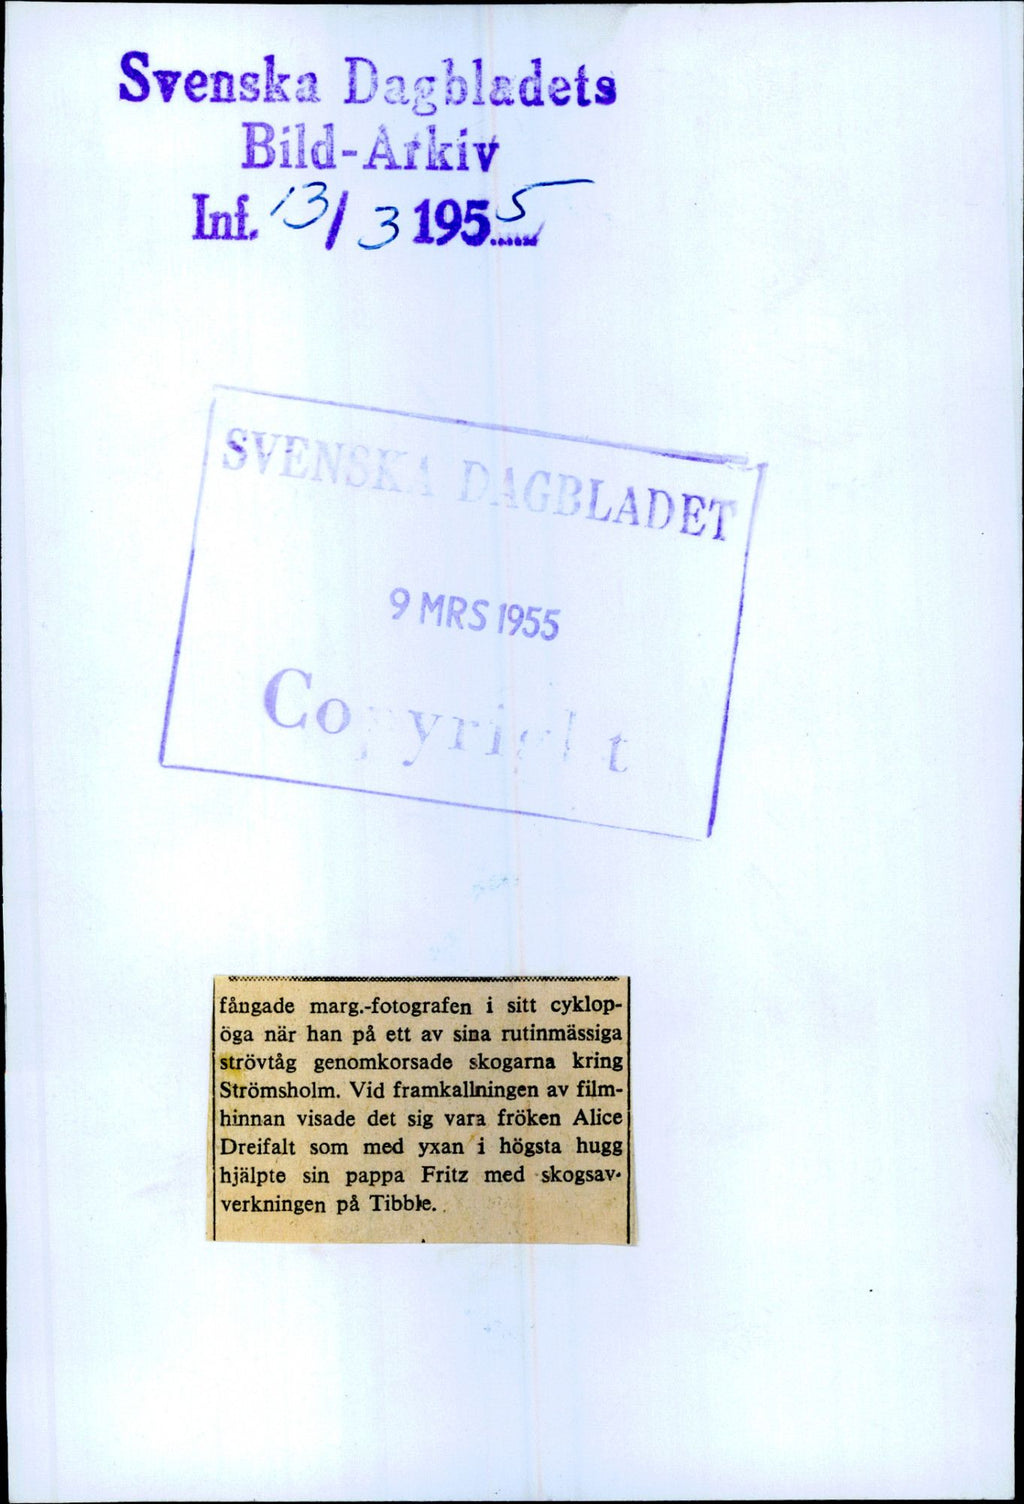 Svenska Dagbladets
Bild-Arkiv
Inf. 13/3 1955
SVENSKA DAGBLADET
9 MRS 1955
Copyright
fångade marg.-fotografen i sitt cyklop-
öga när han på ett av sina rutinmässiga
strövtåg genomkorsade skogarna kring
Strömsholm. Vid framkallningen av film-
hinnan visade det sig vara fröken Alice
Dreifalt som med yxan i högsta hugg
hjälpte sin pappa Fritz med skogsav-
verkningen på Tibble.